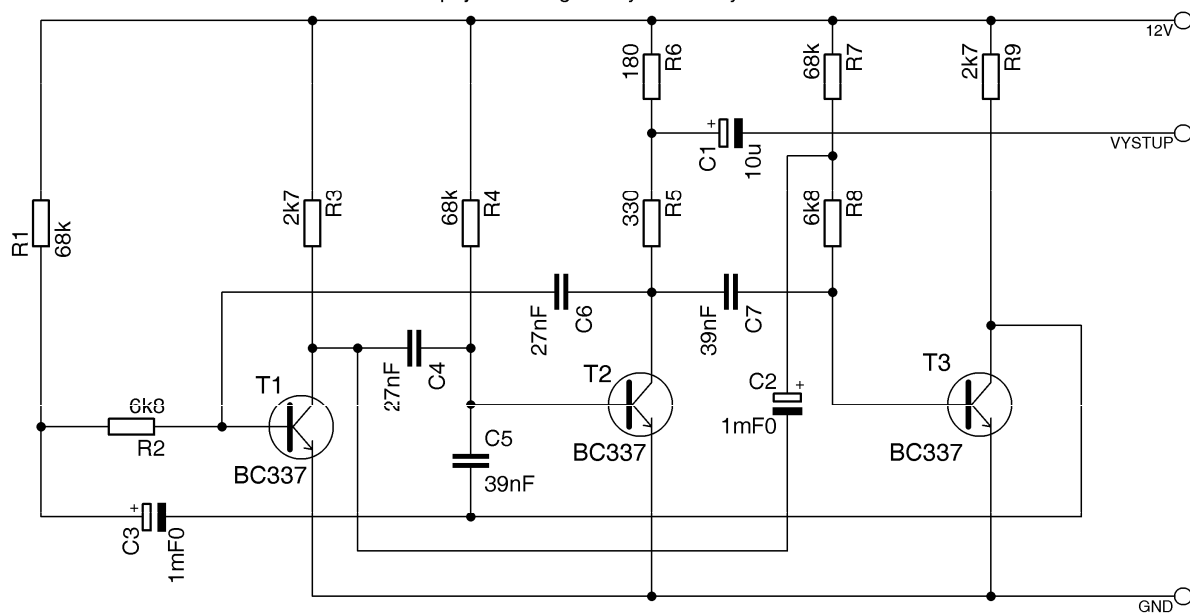 12V
180
R6
68k
R7
2k7
R9
C1
+
10u
VYSTUP
R1
68k
2k7
R3
68k
R4
330
R5
6k8
R8
27nF
C6
39nF
C7
27nF
C4
T1
T2
C2
+
T3
6k8
R2
1mF0
BC337
C5
39nF
BC337
BC337
C3
+
1mF0
GND